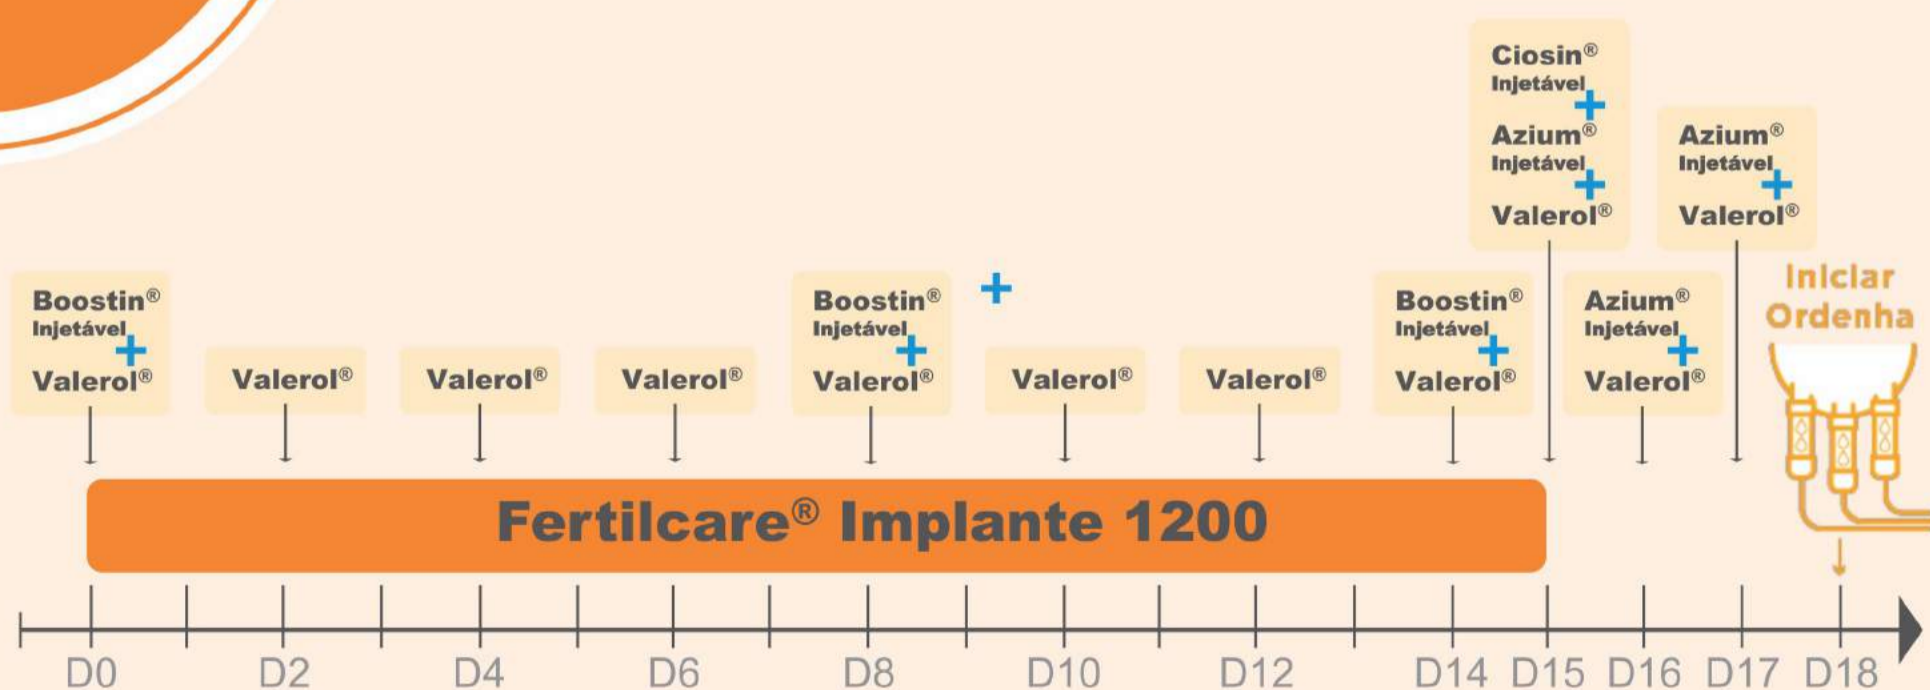 Ciosin®
Injetável
+
Azium®
Injetável
+
Valerol®
Azium®
Injetável
+
Valerol®
Boostin®
Injetável
+
Valerol®
Valerol®
Valerol®
Valerol®
Boostin®
Injetável
+
Valerol®
+
Valerol®
Valerol®
Boostin®
Injetável
+
Valerol®
Azium®
Injetável
+
Valerol®
Iniciar
Ordenha
Fertilcare® Implante 1200
D0 D2 D4 D6 D8 D10 D12 D14 D15 D16 D17 D18